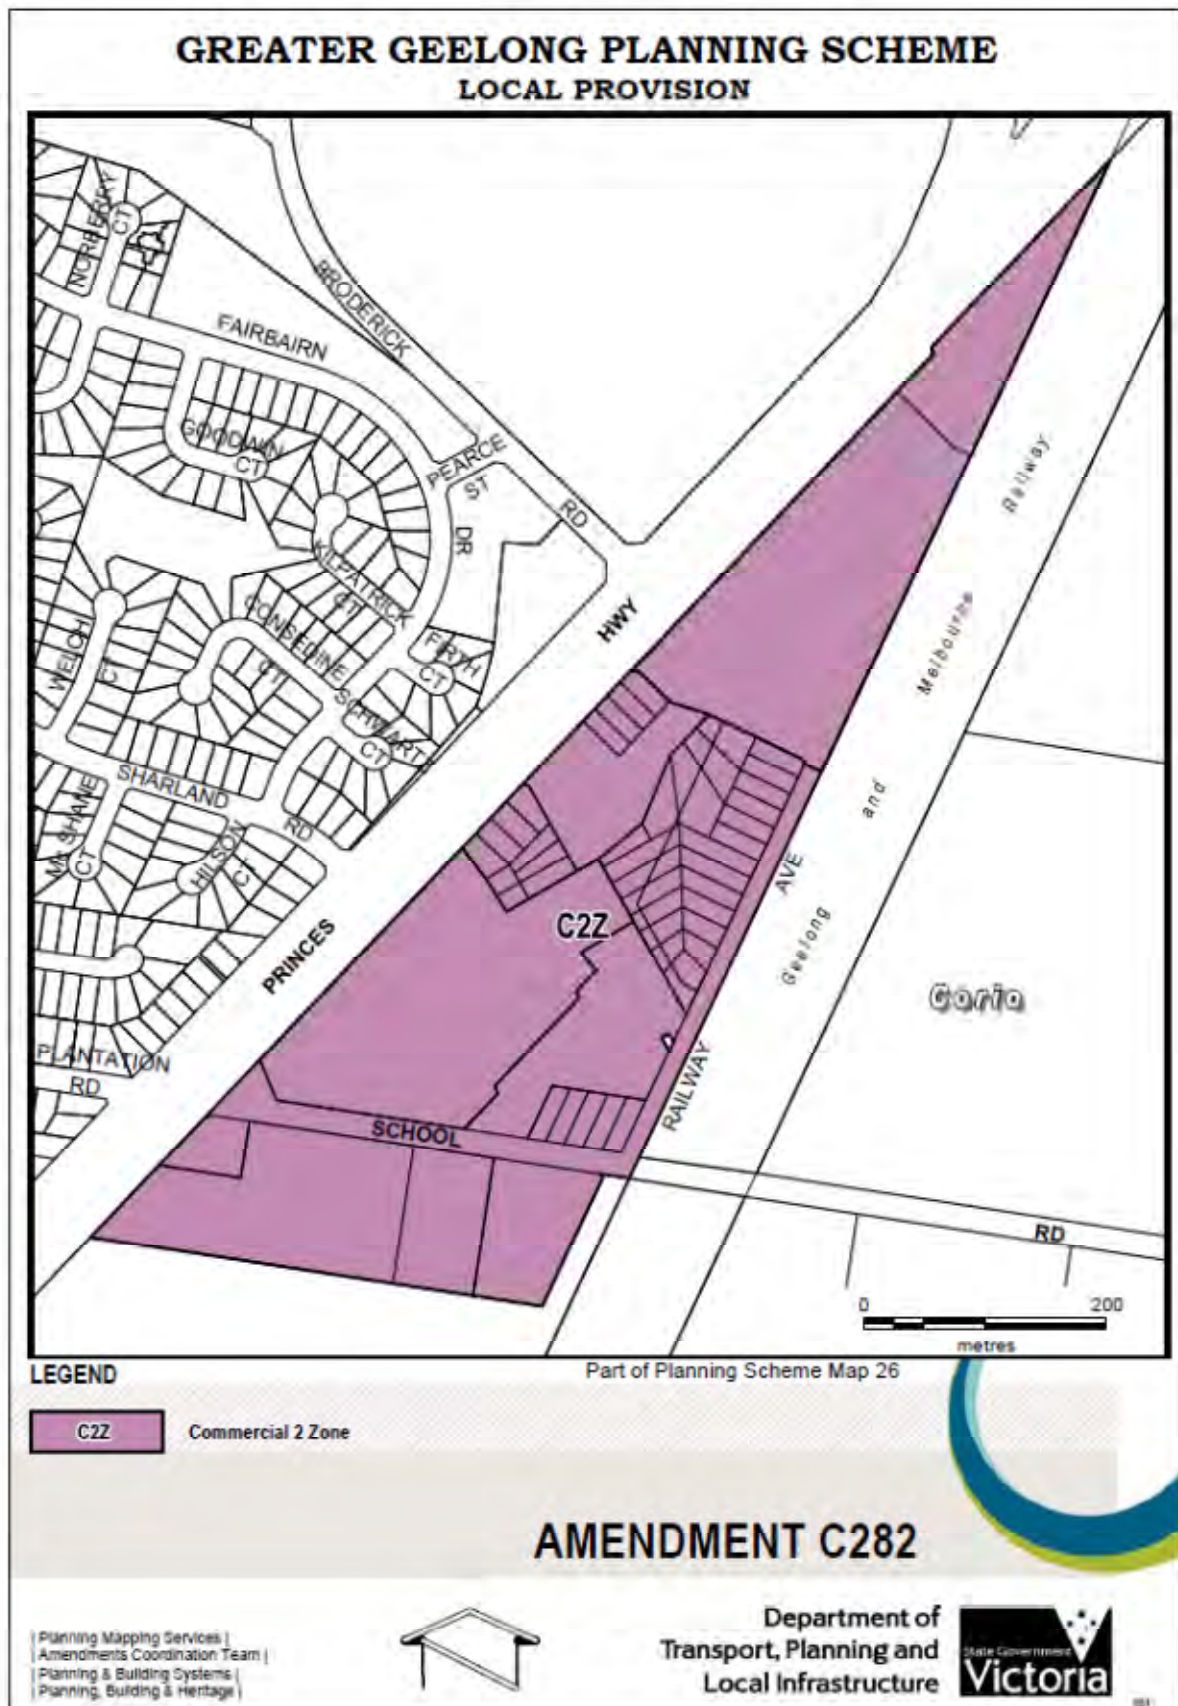 GREATER GEELONG PLANNING SCHEME
LOCAL PROVISION
NORBERRY
CT
BRODERICK
FAIRBAIRN
GOODWIN
CT
PEARCE
ST
RD
DR
KILPATRICK
CT
CONSEDINE
CT
FIRTH
CT
HWY
WELCH
CT
SCHWARTZ
CT
SHARLAND
RD
Mc SHANE
CT
HILSON
CT
PRINCES
PLANTATION
RD
C2Z
SCHOOL
RD
RAILWAY
AVE
Geelong
and
Melbourne
Railway
Corio
0 200
metres
LEGEND
Part of Planning Scheme Map 26
C2Z
Commercial 2 Zone
AMENDMENT C282
| Planning Mapping Services |
| Amendments Coordination Team |
| Planning & Building Systems |
| Planning, Building & Heritage |
Department of
Transport, Planning and
Local Infrastructure
State Government
Victoria